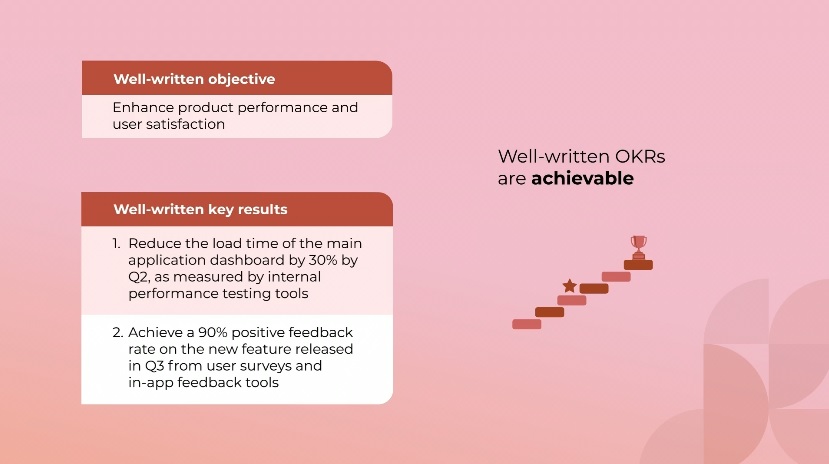 Well-written objective
Enhance product performance and
user satisfaction
Well-written key results
1. Reduce the load time of the main
application dashboard by 30% by
Q2, as measured by internal
performance testing tools
2. Achieve a 90% positive feedback
rate on the new feature released
in Q3 from user surveys and
in-app feedback tools
Well-written OKRs
are achievable